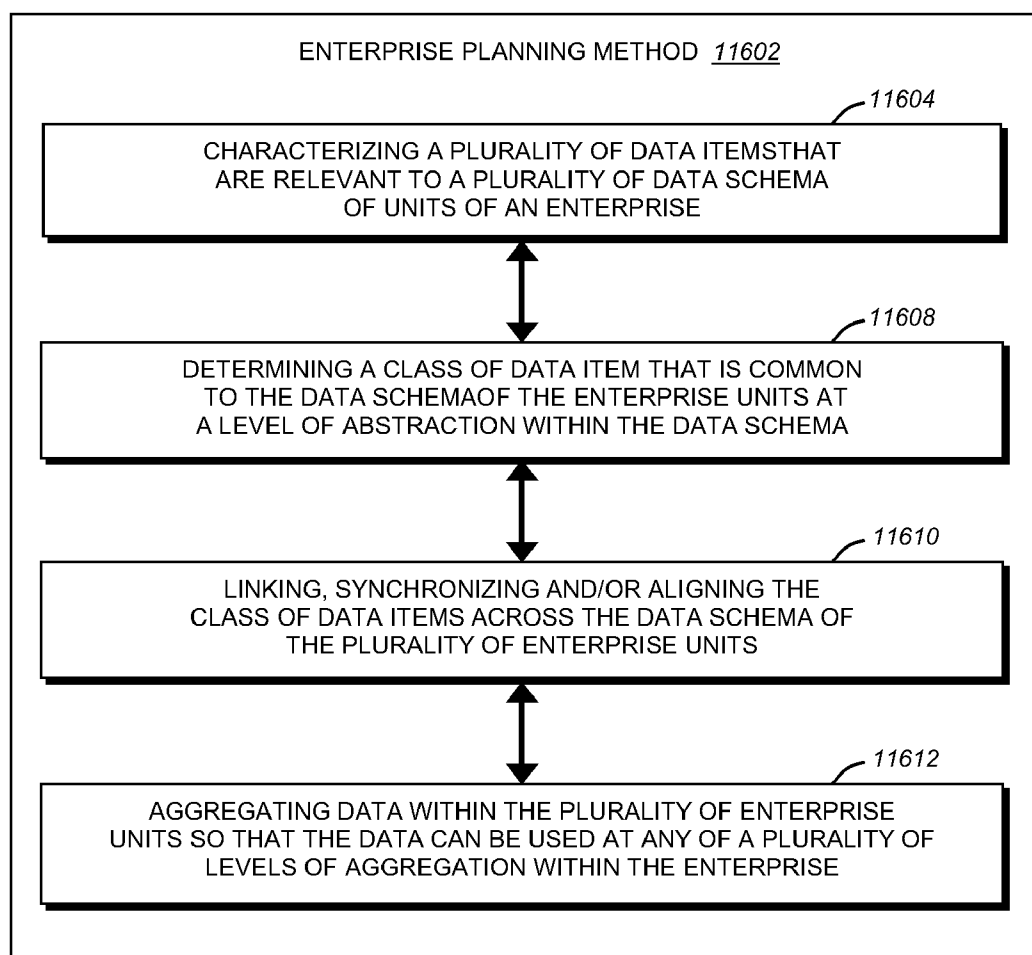 ENTERPRISE PLANNING METHOD 11602
11604
CHARACTERIZING A PLURALITY OF DATA ITEMSTHAT
ARE RELEVANT TO A PLURALITY OF DATA SCHEMA
OF UNITS OF AN ENTERPRISE
11608
DETERMINING A CLASS OF DATA ITEM THAT IS COMMON
TO THE DATA SCHEMAOF THE ENTERPRISE UNITS AT
A LEVEL OF ABSTRACTION WITHIN THE DATA SCHEMA
11610
LINKING, SYNCHRONIZING AND/OR ALIGNING THE
CLASS OF DATA ITEMS ACROSS THE DATA SCHEMA OF
THE PLURALITY OF ENTERPRISE UNITS
11612
AGGREGATING DATA WITHIN THE PLURALITY OF ENTERPRISE
UNITS SO THAT THE DATA CAN BE USED AT ANY OF A PLURALITY OF
LEVELS OF AGGREGATION WITHIN THE ENTERPRISE